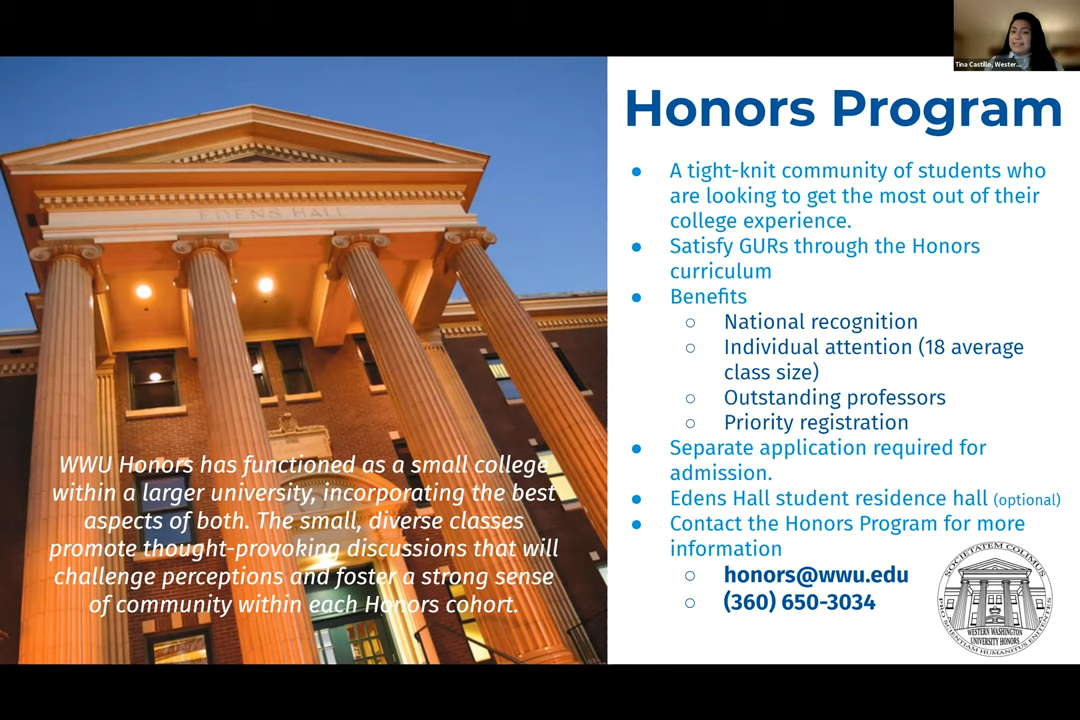 Tina Castillo, Wester...
EDENS HALL
WWU Honors has functioned as a small college
within a larger university, incorporating the best
aspects of both. The small, diverse classes
promote thought-provoking discussions that will
challenge perceptions and foster a strong sense
of community within each Honors cohort.
Honors Program
● A tight-knit community of students who
are looking to get the most out of their
college experience.
● Satisfy GURs through the Honors
curriculum
● Benefits
○ National recognition
○ Individual attention (18 average
class size)
○ Outstanding professors
○ Priority registration
● Separate application required for
admission.
● Edens Hall student residence hall (optional)
● Contact the Honors Program for more
information
○ honors@wwu.edu
○ (360) 650-3034
SOCIETATEM COLIMUS
WESTERN WASHINGTON
UNIVERSITY HONORS